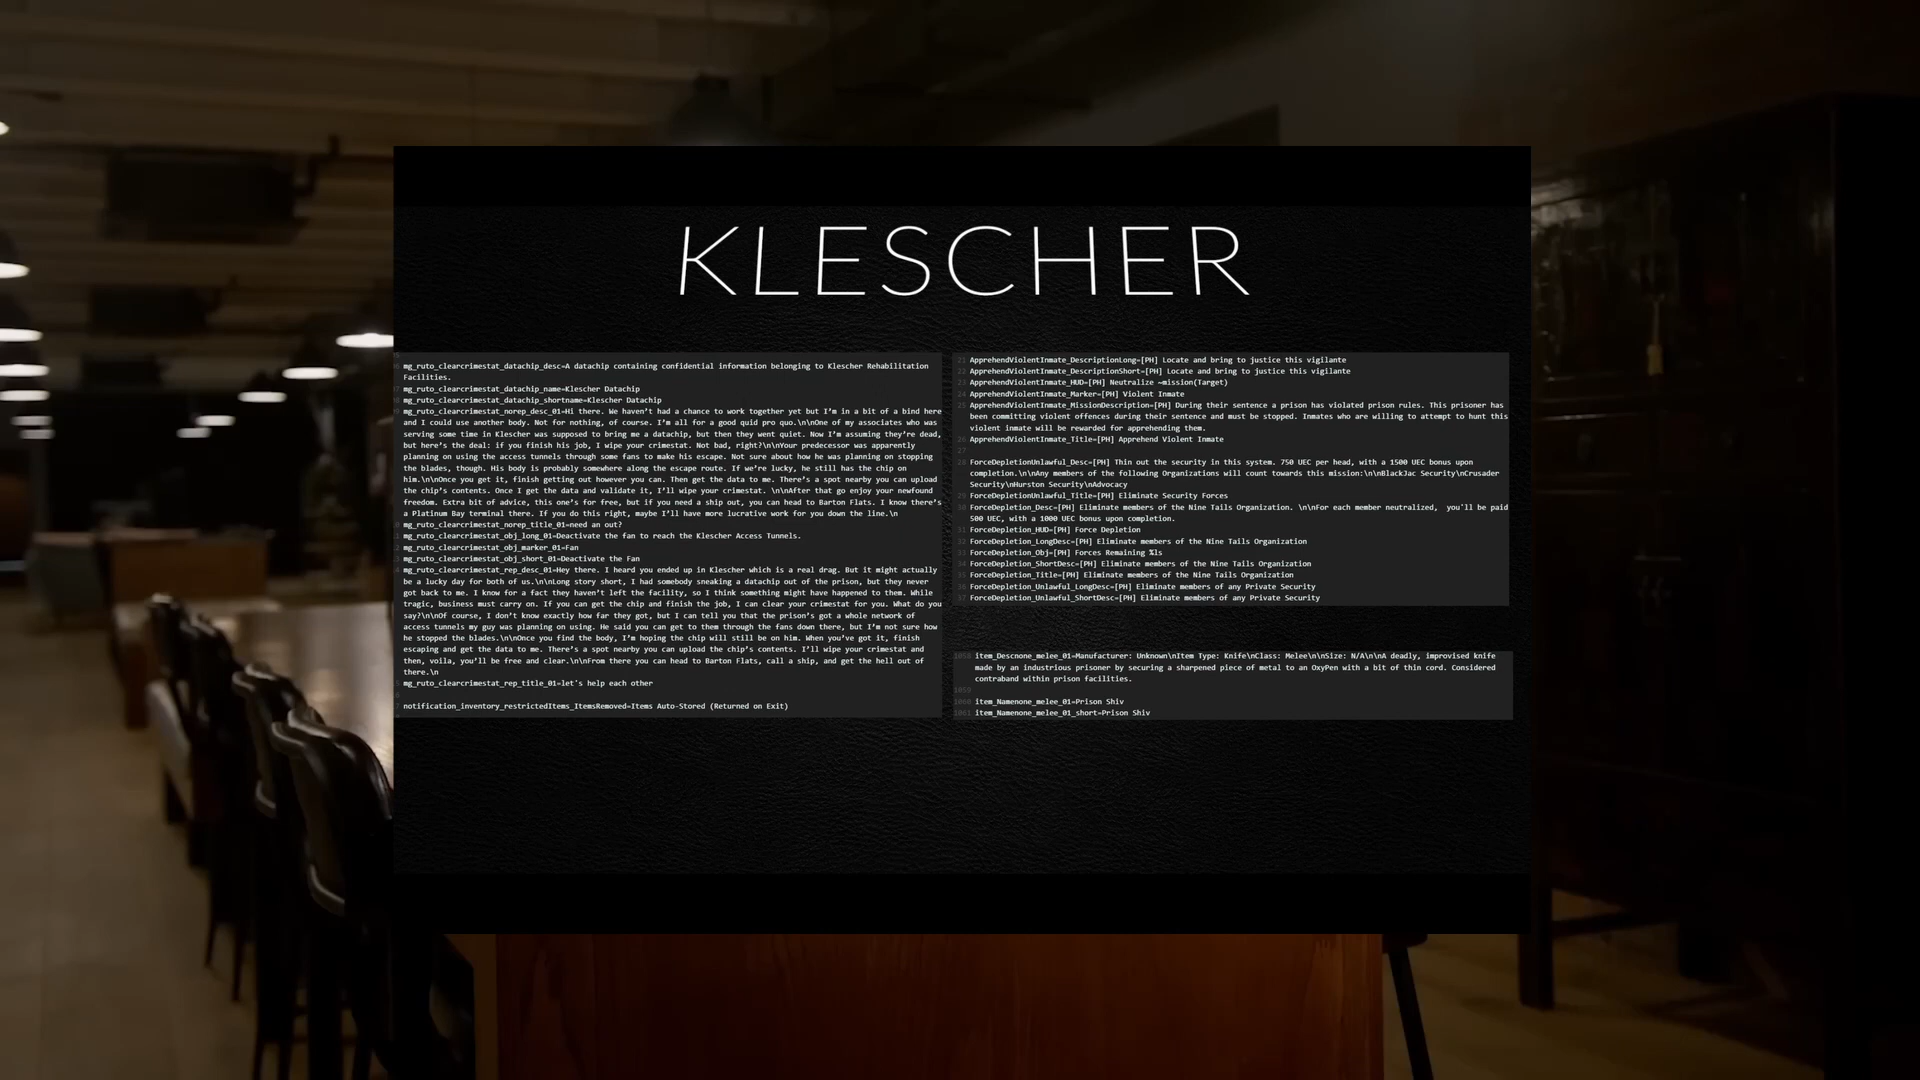 KLESCHER
mg_ruto_clearcrimestat_datachip_desc=A datachip containing confidential information belonging to Klescher Rehabilitation
Facilities.
mg_ruto_clearcrimestat_datachip_name=Klescher Datachip
mg_ruto_clearcrimestat_datachip_shortname=Klescher Datachip
mg_ruto_clearcrimestat_norep_desc_01=Hi there. We haven't had a chance to work together yet but I'm in a bit of a bind here
and I could use another body. Not for nothing, of course. I'm all for a good quid pro quo.\n\nOne of my associates who was
serving some time in Klescher was supposed to bring me a datachip, but then they went quiet. Now I'm assuming they're dead,
but here's the deal: if you finish his job, I wipe your crimestat. Not bad, right?\n\nYour predecessor was apparently
planning on using the access tunnels through some fans to make his escape. Not sure about how he was planning on stopping
the blades, though. His body is probably somewhere along the escape route. If we're lucky, he still has the chip on
him.\n\nOnce you get it, finish getting out however you can. Then get the data to me. There's a spot nearby you can upload
the chip's contents. Once I get the data and validate it, I'll wipe your crimestat. \n\nAfter that go enjoy your newfound
freedom. Extra bit of advice, this one's for free, but if you need a ship out, you can head to Barton Flats. I know there's
a Platinum Bay terminal there. If you do this right, maybe I'll have more lucrative work for you down the line.\n
mg_ruto_clearcrimestat_norep_title_01=need an out?
mg_ruto_clearcrimestat_obj_long_01=Deactivate the fan to reach the Klescher Access Tunnels.
mg_ruto_clearcrimestat_obj_marker_01=Fan
mg_ruto_clearcrimestat_obj_short_01=Deactivate the Fan
mg_ruto_clearcrimestat_rep_desc_01=Hey there. I heard you ended up in Klescher which is a real drag. But it might actually
be a lucky day for both of us.\n\nLong story short, I had somebody sneaking a datachip out of the prison, but they never
got back to me. I know for a fact they haven't left the facility, so I think something might have happened to them. While
tragic, business must carry on. If you can get the chip and finish the job, I can clear your crimestat for you. What do you
say?\n\nOf course, I don't know exactly how far they got, but I can tell you that the prison's got a whole network of
access tunnels my guy was planning on using. He said you can get to them through the fans down there, but I'm not sure how
he stopped the blades.\n\nOnce you find the body, I'm hoping the chip will still be on him. When you've got it, finish
escaping and get the data to me. There's a spot nearby you can upload the chip's contents. I'll wipe your crimestat and
then, voila, you'll be free and clear.\n\nFrom there you can head to Barton Flats, call a ship, and get the hell out of
there.\n
mg_ruto_clearcrimestat_rep_title_01=let's help each other
notification_inventory_restrictedItems_ItemsRemoved=Items Auto-Stored (Returned on Exit)
21 ApprehendViolentInmate_DescriptionLong=[PH] Locate and bring to justice this vigilante
22 ApprehendViolentInmate_DescriptionShort=[PH] Locate and bring to justice this vigilante
23 ApprehendViolentInmate_HUD=[PH] Neutralize ~mission(Target)
24 ApprehendViolentInmate_Marker=[PH] Violent Inmate
25 ApprehendViolentInmate_MissionDescription=[PH] During their sentence a prison has violated prison rules. This prisoner has
been committing violent offences during their sentence and must be stopped. Inmates who are willing to attempt to hunt this
violent inmate will be rewarded for apprehending them.
26 ApprehendViolentInmate_Title=[PH] Apprehend Violent Inmate
27
28 ForceDepletionUnlawful_Desc=[PH] Thin out the security in this system. 750 UEC per head, with a 1500 UEC bonus upon
completion.\n\nAny members of the following Organizations will count towards this mission:\n\nBlackJac Security\nCrusader
Security\nHurston Security\nAdvocacy
29 ForceDepletionUnlawful_Title=[PH] Eliminate Security Forces
30 ForceDepletion_Desc=[PH] Eliminate members of the Nine Tails Organization. \n\nFor each member neutralized,  you'll be paid
500 UEC, with a 1000 UEC bonus upon completion.
31 ForceDepletion_HUD=[PH] Force Depletion
32 ForceDepletion_LongDesc=[PH] Eliminate members of the Nine Tails Organization
33 ForceDepletion_Obj=[PH] Forces Remaining %ls
34 ForceDepletion_ShortDesc=[PH] Eliminate members of the Nine Tails Organization
35 ForceDepletion_Title=[PH] Eliminate members of the Nine Tails Organization
36 ForceDepletion_Unlawful_LongDesc=[PH] Eliminate members of any Private Security
37 ForceDepletion_Unlawful_ShortDesc=[PH] Eliminate members of any Private Security
1058 item_Descnone_melee_01=Manufacturer: Unknown\nItem Type: Knife\nClass: Melee\n\nSize: N/A\n\nA deadly, improvised knife
made by an industrious prisoner by securing a sharpened piece of metal to an OxyPen with a bit of thin cord. Considered
contraband within prison facilities.
1059
1060 item_Namenone_melee_01=Prison Shiv
1061 item_Namenone_melee_01_short=Prison Shiv